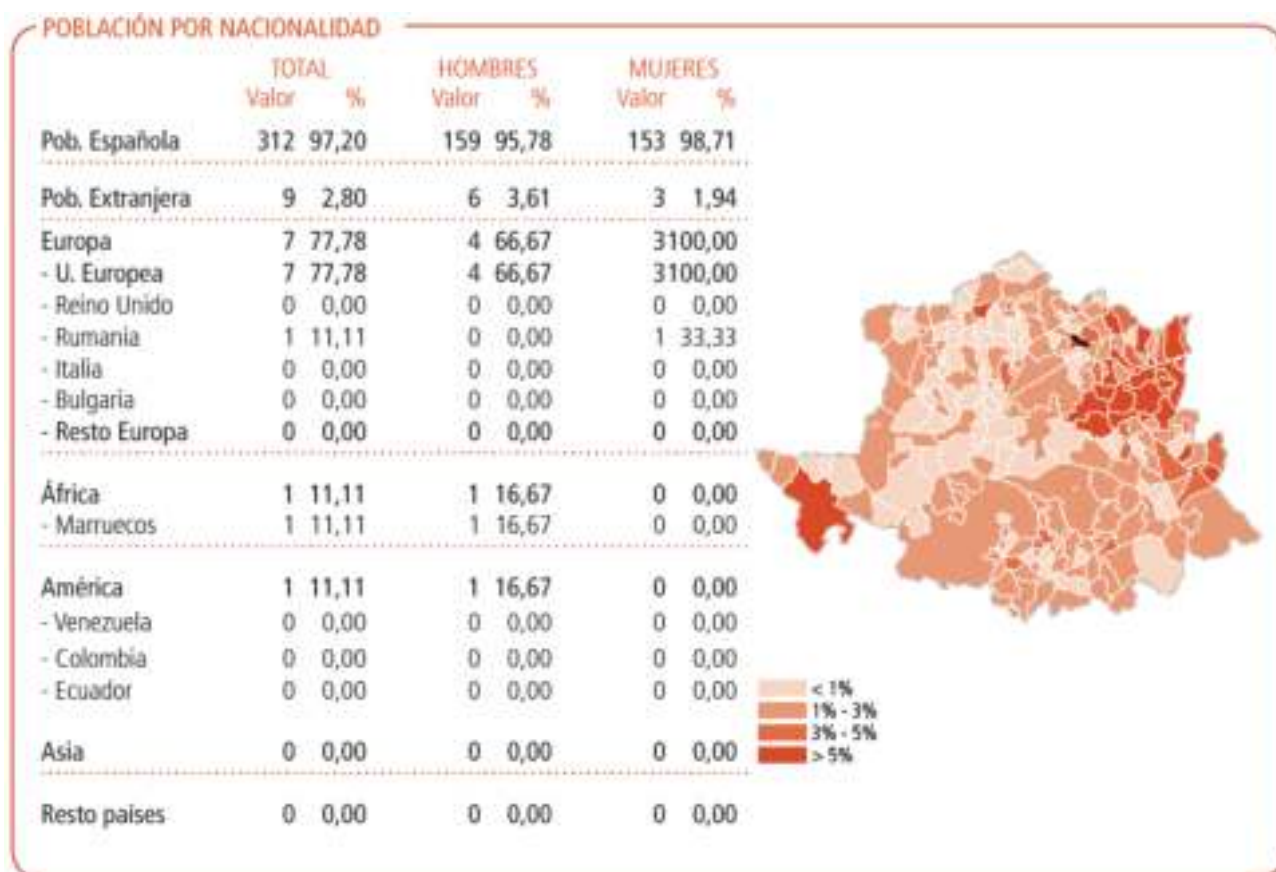 POBLACIÓN POR NACIONALIDAD
TOTAL HOMBRES MUJERES
Valor % Valor % Valor %
Pob. Española 312 97,20 159 95,78 153 98,71
Pob. Extranjera 9 2,80 6 3,61 3 1,94
Europa 7 77,78 4 66,67 3100,00
- U. Europea 7 77,78 4 66,67 3100,00
- Reino Unido 0 0,00 0 0,00 0 0,00
- Rumania 1 11,11 0 0,00 1 33,33
- Italia 0 0,00 0 0,00 0 0,00
- Bulgaria 0 0,00 0 0,00 0 0,00
- Resto Europa 0 0,00 0 0,00 0 0,00
África 1 11,11 1 16,67 0 0,00
- Marruecos 1 11,11 1 16,67 0 0,00
América 1 11,11 1 16,67 0 0,00
- Venezuela 0 0,00 0 0,00 0 0,00
- Colombia 0 0,00 0 0,00 0 0,00
- Ecuador 0 0,00 0 0,00 0 0,00
Asia 0 0,00 0 0,00 0 0,00
Resto países 0 0,00 0 0,00 0 0,00
< 1%
1% - 3%
3% - 5%
> 5%